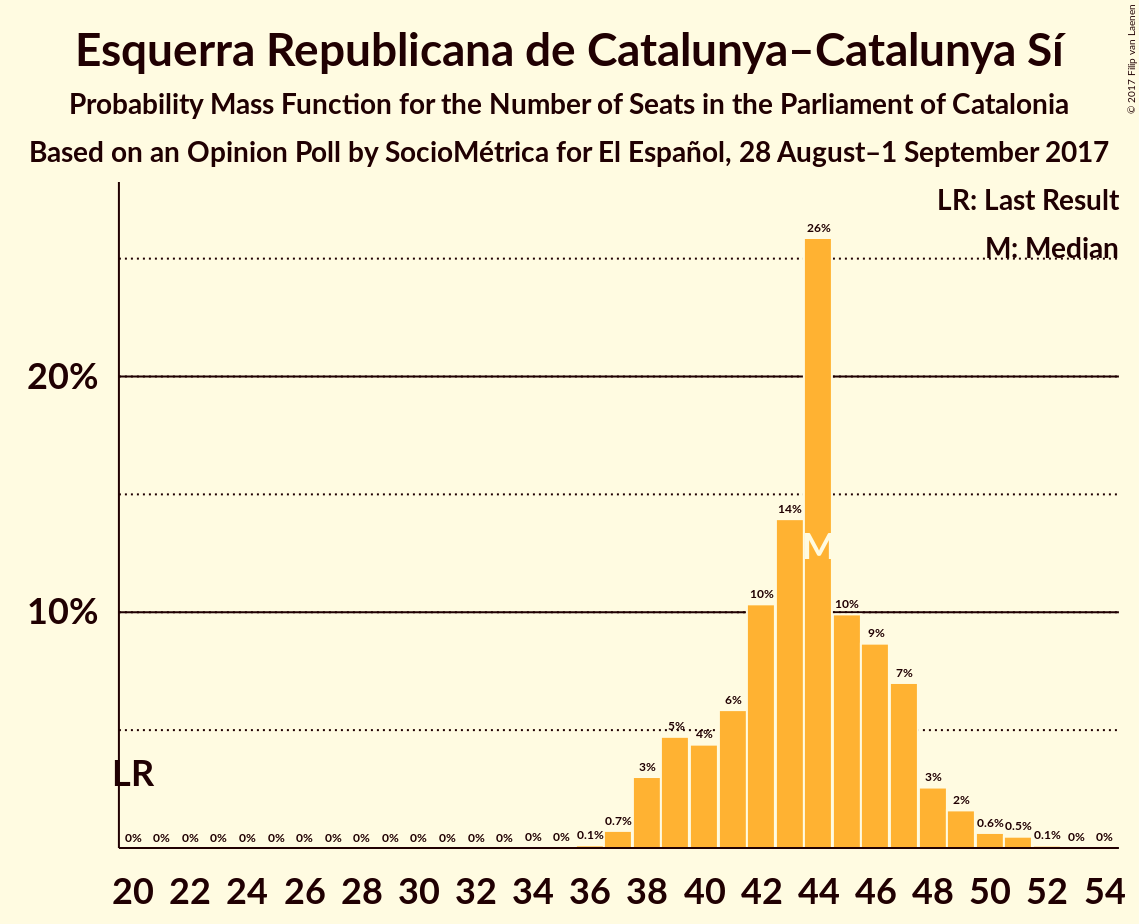 Esquerra Republicana de Catalunya–Catalunya Sí
Probability Mass Function for the Number of Seats in the Parliament of Catalonia
Based on an Opinion Poll by SocioMétrica for El Español, 28 August–1 September 2017
© 2017 Filip van Laenen
LR: Last Result
M: Median
26%
20%
14%
M
10%
10%
10%
9%
7%
6%
5%
4%
LR
3%
3%
2%
0% 0% 0% 0% 0% 0% 0% 0% 0% 0% 0% 0% 0% 0% 0% 0% 0.1% 0.7% 0.6% 0.5% 0.1% 0% 0%
20 22 24 26 28 30 32 34 36 38 40 42 44 46 48 50 52 54